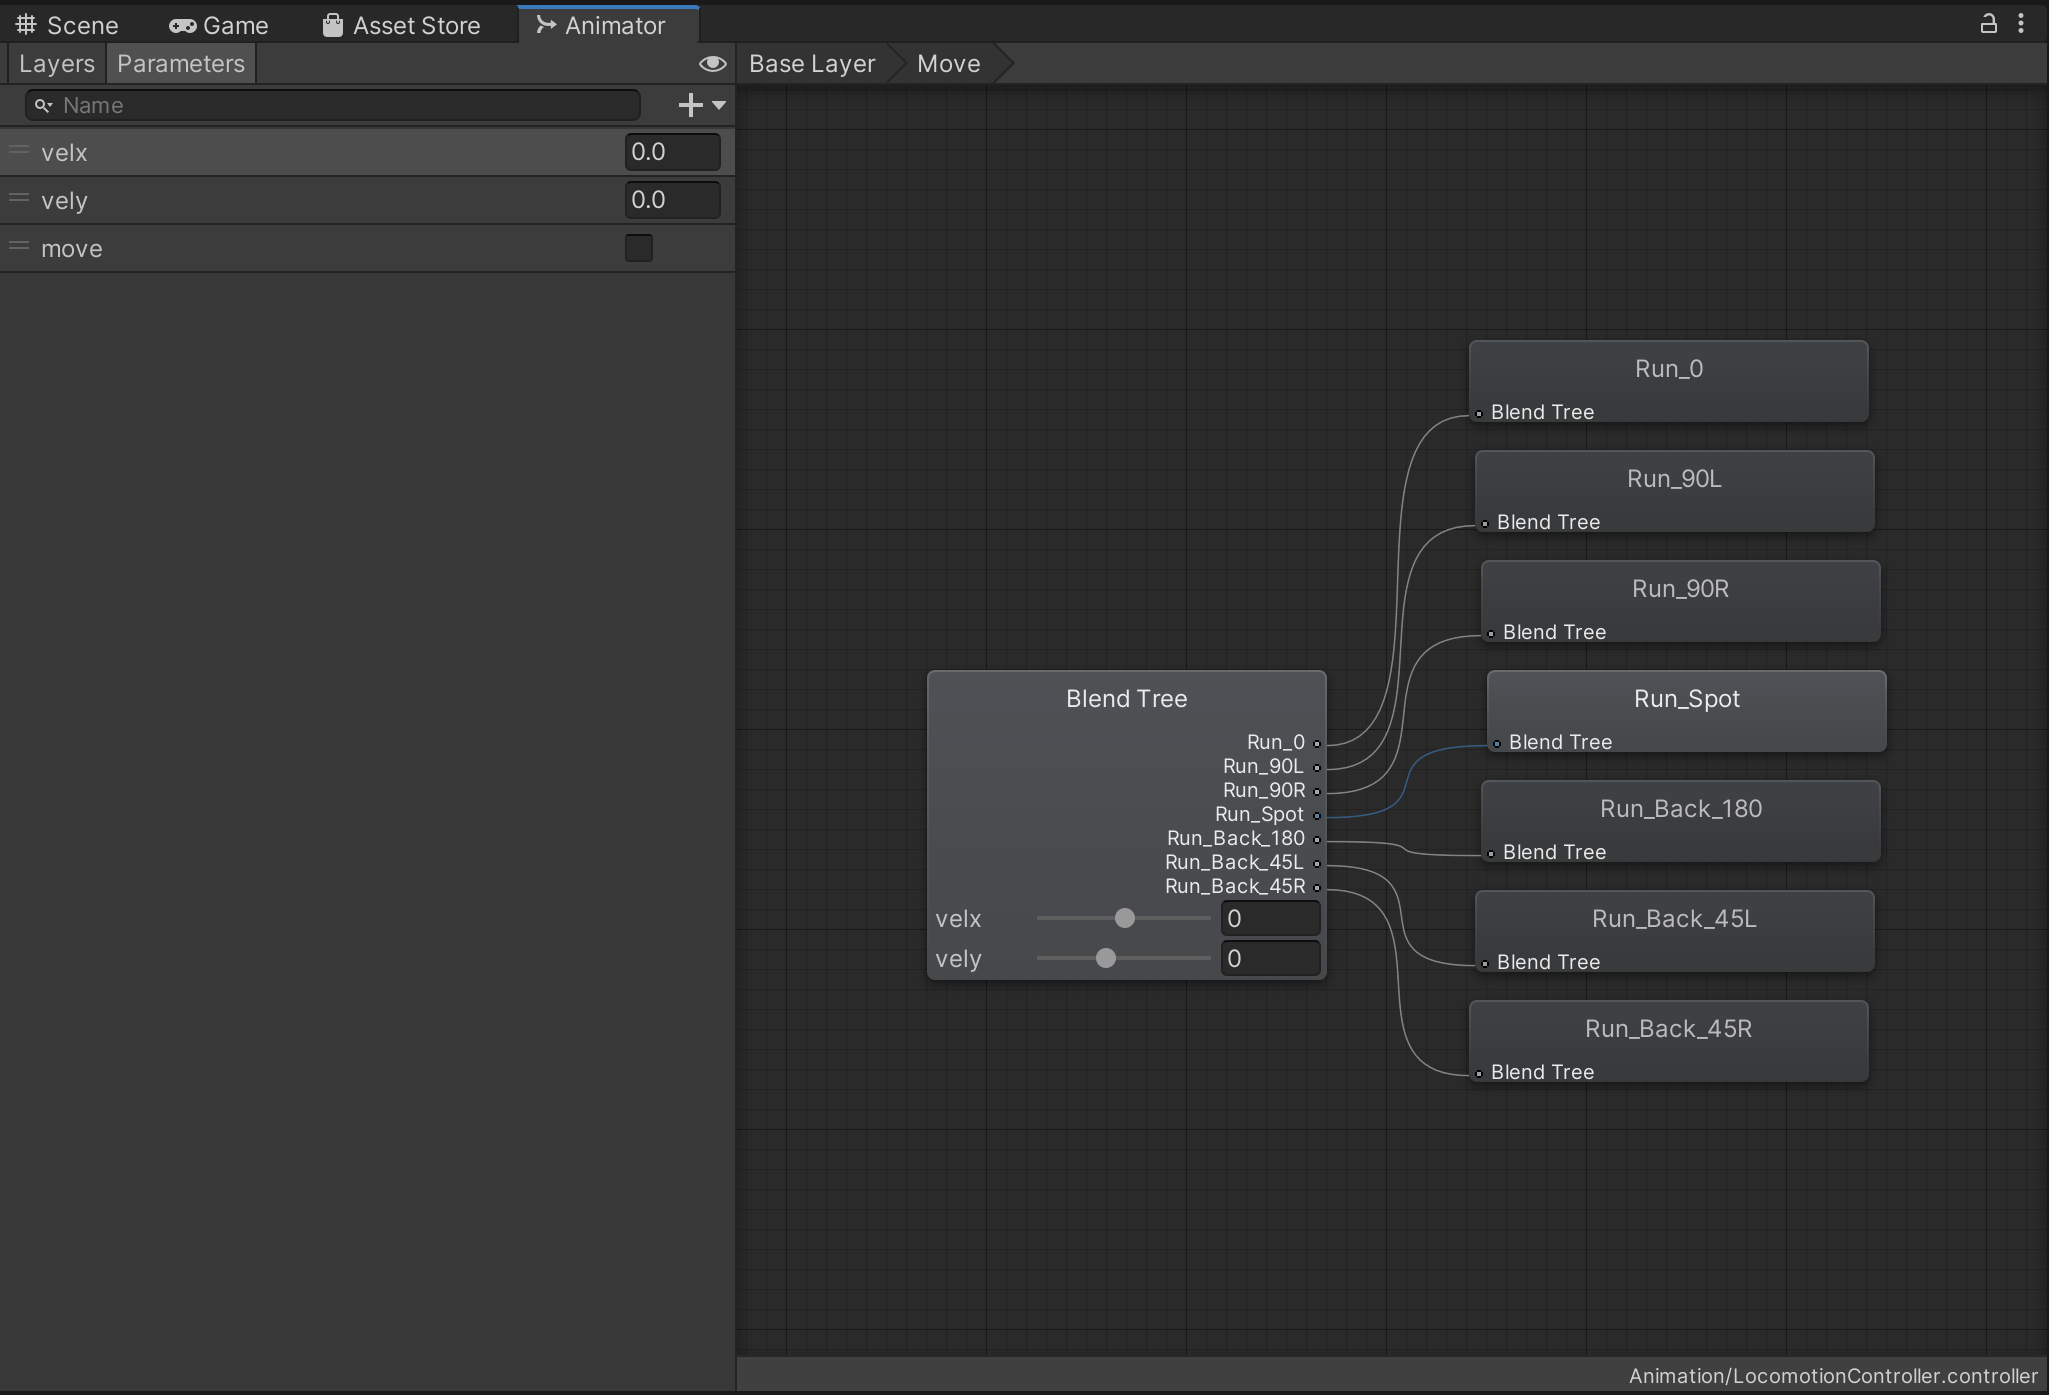 Scene Game Asset Store Animator
Layers Parameters
Base Layer Move
Name
velx 0.0
vely 0.0
move
Blend Tree
Run_0
Run_90L
Run_90R
Run_Spot
Run_Back_180
Run_Back_45L
Run_Back_45R
velx 0
vely 0
Run_0
Blend Tree
Run_90L
Blend Tree
Run_90R
Blend Tree
Run_Spot
Blend Tree
Run_Back_180
Blend Tree
Run_Back_45L
Blend Tree
Run_Back_45R
Blend Tree
Animation/LocomotionController.controller